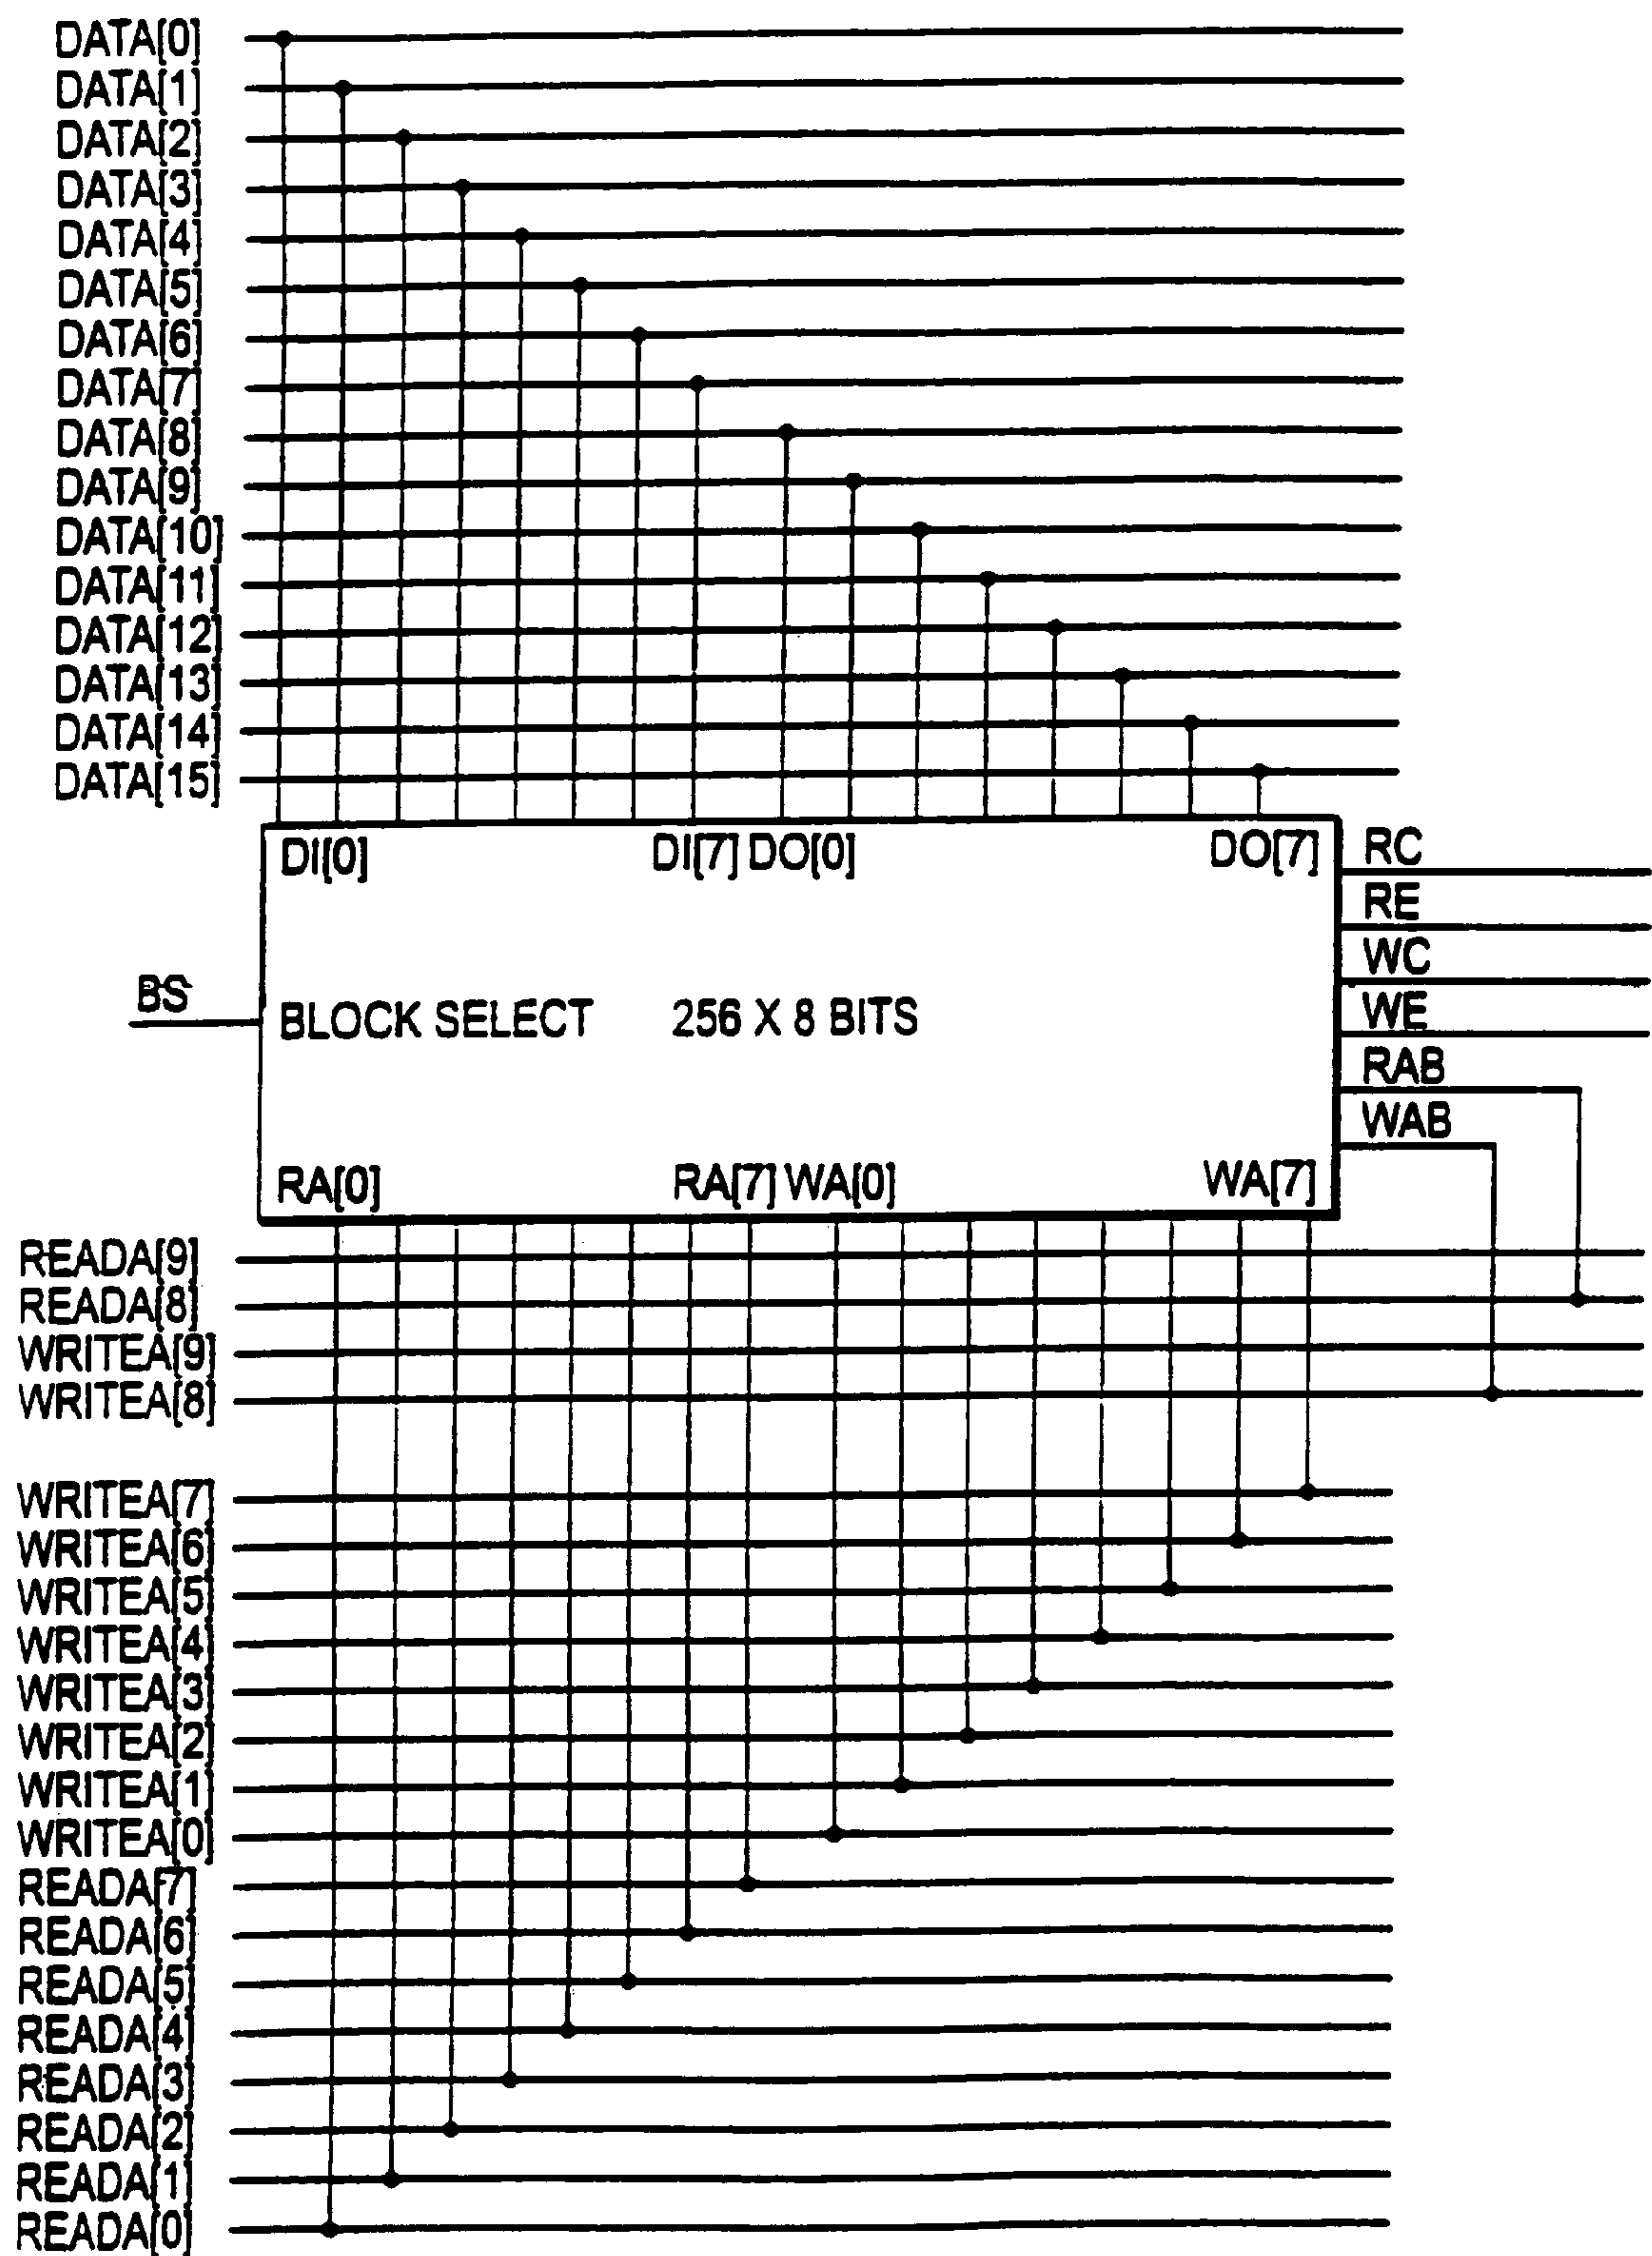 DATA[0]
DATA[1]
DATA[2]
DATA[3]
DATA[4]
DATA[5]
DATA[6]
DATA[7]
DATA[8]
DATA[9]
DATA[10]
DATA[11]
DATA[12]
DATA[13]
DATA[14]
DATA[15]
DI[0] DI[7] DO[0] DO[7]
RC
RE
WC
BS
BLOCK SELECT 256 X 8 BITS
WE
RAB
WAB
RA[0] RA[7] WA[0] WA[7]
READA[9]
READA[8]
WRITEA[9]
WRITEA[8]
WRITEA[7]
WRITEA[6]
WRITEA[5]
WRITEA[4]
WRITEA[3]
WRITEA[2]
WRITEA[1]
WRITEA[0]
READA[7]
READA[6]
READA[5]
READA[4]
READA[3]
READA[2]
READA[1]
READA[0]